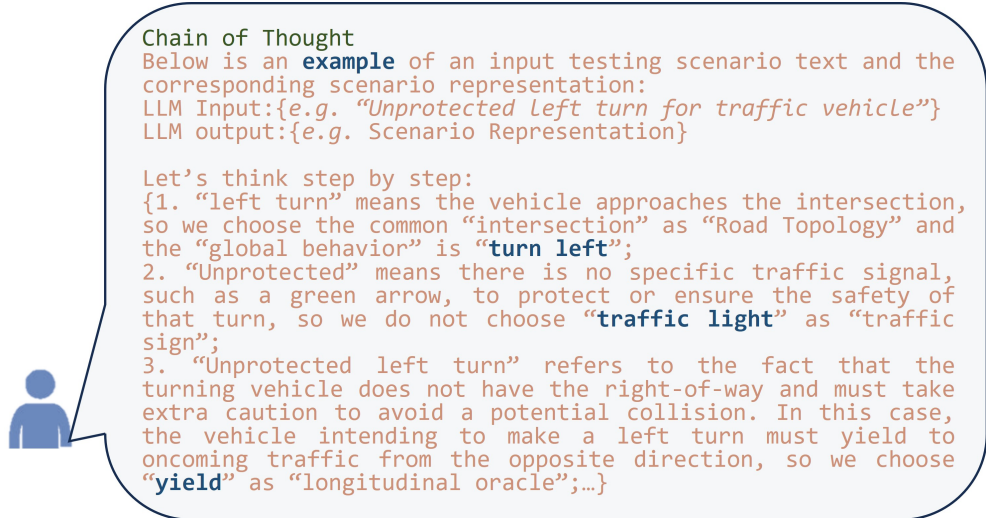 Chain of Thought
Below is an example of an input testing scenario text and the
corresponding scenario representation:
LLM Input:{e.g. “Unprotected left turn for traffic vehicle”}
LLM output:{e.g. Scenario Representation}
Let’s think step by step:
{1. “left turn” means the vehicle approaches the intersection,
so we choose the common “intersection” as “Road Topology” and
the “global behavior” is “turn left”;
2. “Unprotected” means there is no specific traffic signal,
such as a green arrow, to protect or ensure the safety of
that turn, so we do not choose “traffic light” as “traffic
sign”;
3. “Unprotected left turn” refers to the fact that the
turning vehicle does not have the right-of-way and must take
extra caution to avoid a potential collision. In this case,
the vehicle intending to make a left turn must yield to
oncoming traffic from the opposite direction, so we choose
“yield” as “longitudinal oracle”;…}